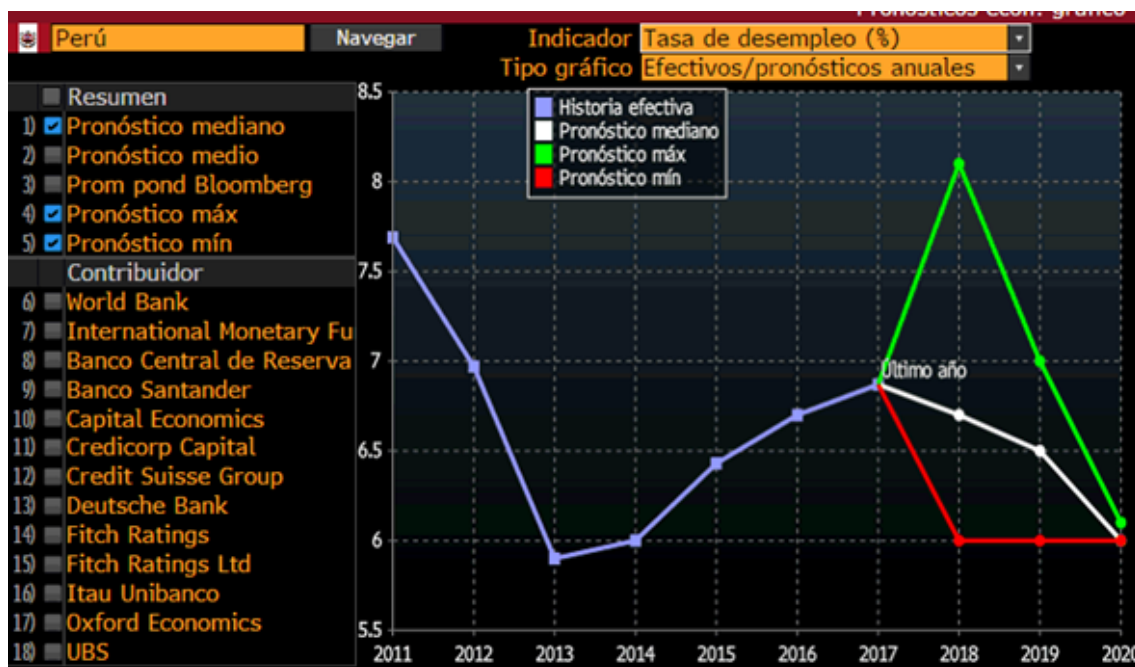 Pronósticos econ. gráfico
Perú Navegar Indicador Tasa de desempleo (%)
Tipo gráfico Efectivos/pronósticos anuales
Resumen
1) Pronóstico mediano
2) Pronóstico medio
3) Prom pond Bloomberg
4) Pronóstico máx
5) Pronóstico mín
Contribuidor
6) World Bank
7) International Monetary Fu
8) Banco Central de Reserva
9) Banco Santander
10) Capital Economics
11) Credicorp Capital
12) Credit Suisse Group
13) Deutsche Bank
14) Fitch Ratings
15) Fitch Ratings Ltd
16) Itau Unibanco
17) Oxford Economics
18) UBS
Historia efectiva
Pronóstico mediano
Pronóstico máx
Pronóstico mín
Último año
8.5
8
7.5
7
6.5
6
5.5
2011 2012 2013 2014 2015 2016 2017 2018 2019 2020